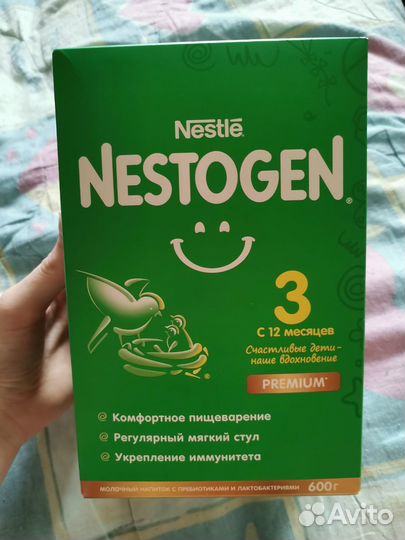 Nestlé
NESTOGEN®
3
С 12 месяцев
Счастливые дети –
наше вдохновение
PREMIUM*
Комфортное пищеварение
Регулярный мягкий стул
Укрепление иммунитета
МОЛОЧНЫЙ НАПИТОК С ПРЕБИОТИКАМИ И ЛАКТОБАКТЕРИЯМИ 600 г
Avito